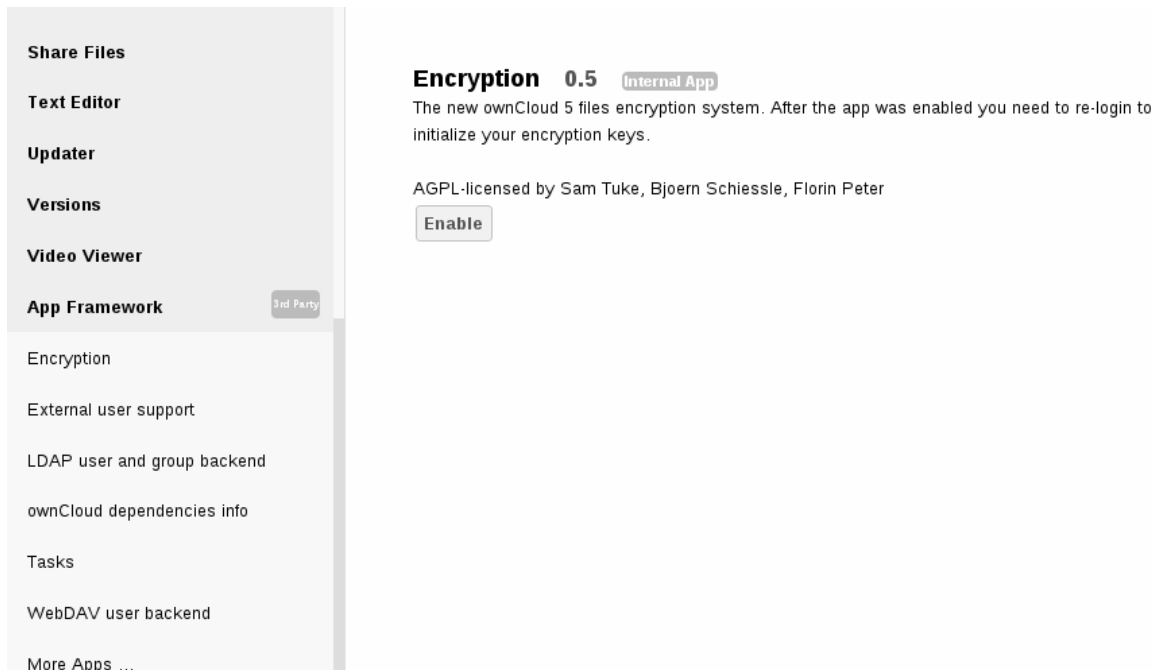 Share Files
Text Editor
Updater
Versions
Video Viewer
App Framework 3rd Party
Encryption
External user support
LDAP user and group backend
ownCloud dependencies info
Tasks
WebDAV user backend
More Apps ...
Encryption 0.5 Internal App
The new ownCloud 5 files encryption system. After the app was enabled you need to re-login to
initialize your encryption keys.
AGPL-licensed by Sam Tuke, Bjoern Schiessle, Florin Peter
Enable